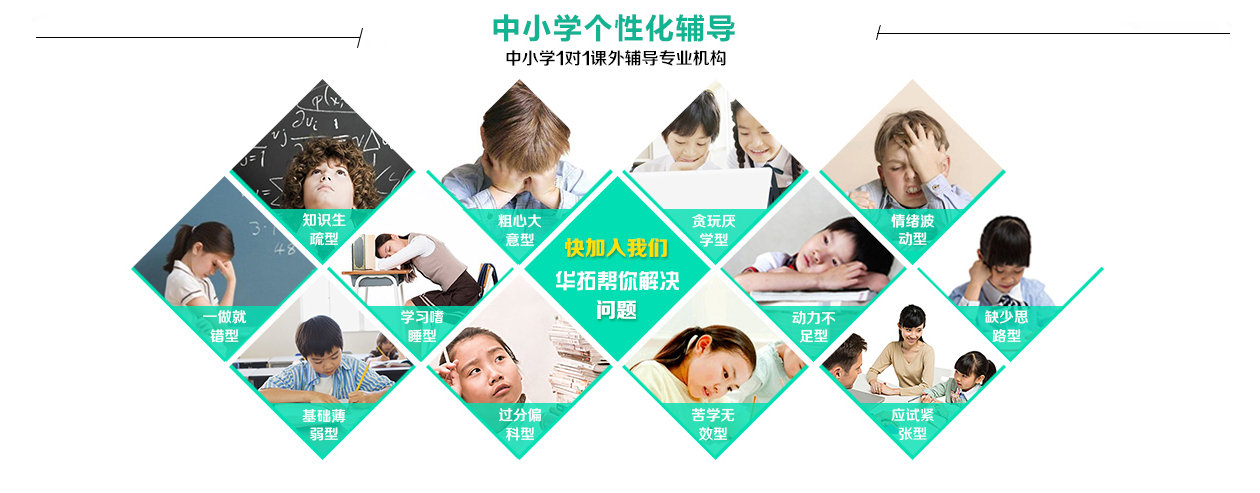 中小学个性化辅导
中小学1对1课外辅导专业机构
知识生
疏型
粗心大
意型
贪玩厌
学型
情绪波
动型
快加入我们
华拓帮你解决
问题
一做就
错型
学习嗜
睡型
动力不
足型
缺少思
路型
基础薄
弱型
过分偏
科型
苦学无
效型
应试紧
张型